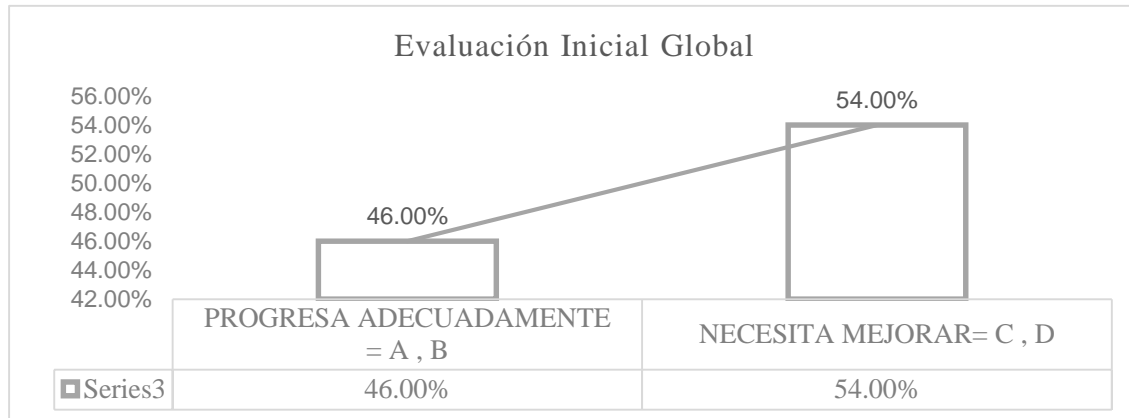 Evaluación Inicial Global
56.00%
54.00%
52.00%
50.00%
48.00%
46.00%
44.00%
42.00%
46.00%
54.00%
PROGRESA ADECUADAMENTE
= A , B
NECESITA MEJORAR= C , D
Series3 46.00% 54.00%